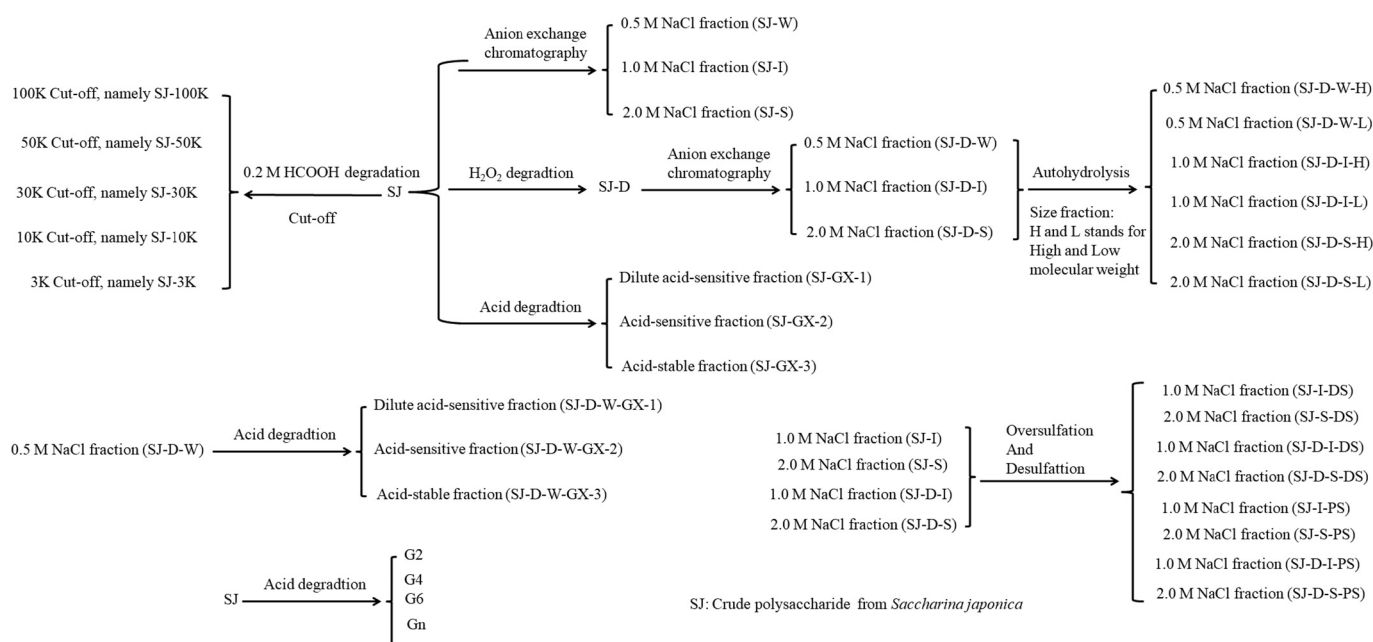 100K Cut-off, namely SJ-100K
50K Cut-off, namely SJ-50K
30K Cut-off, namely SJ-30K
10K Cut-off, namely SJ-10K
3K Cut-off, namely SJ-3K
0.2 M HCOOH degradation
Cut-off
SJ
Anion exchange
chromatography
0.5 M NaCl fraction (SJ-W)
1.0 M NaCl fraction (SJ-I)
2.0 M NaCl fraction (SJ-S)
H₂O₂ degradtion
SJ-D
Anion exchange
chromatography
0.5 M NaCl fraction (SJ-D-W)
1.0 M NaCl fraction (SJ-D-I)
2.0 M NaCl fraction (SJ-D-S)
Autohydrolysis
Size fraction:
H and L stands for
High and Low
molecular weight
0.5 M NaCl fraction (SJ-D-W-H)
0.5 M NaCl fraction (SJ-D-W-L)
1.0 M NaCl fraction (SJ-D-I-H)
1.0 M NaCl fraction (SJ-D-I-L)
2.0 M NaCl fraction (SJ-D-S-H)
2.0 M NaCl fraction (SJ-D-S-L)
Acid degradtion
Dilute acid-sensitive fraction (SJ-GX-1)
Acid-sensitive fraction (SJ-GX-2)
Acid-stable fraction (SJ-GX-3)
0.5 M NaCl fraction (SJ-D-W)
Acid degradtion
Dilute acid-sensitive fraction (SJ-D-W-GX-1)
Acid-sensitive fraction (SJ-D-W-GX-2)
Acid-stable fraction (SJ-D-W-GX-3)
1.0 M NaCl fraction (SJ-I)
2.0 M NaCl fraction (SJ-S)
1.0 M NaCl fraction (SJ-D-I)
2.0 M NaCl fraction (SJ-D-S)
Oversulfation
And
Desulfattion
1.0 M NaCl fraction (SJ-I-DS)
2.0 M NaCl fraction (SJ-S-DS)
1.0 M NaCl fraction (SJ-D-I-DS)
2.0 M NaCl fraction (SJ-D-S-DS)
1.0 M NaCl fraction (SJ-I-PS)
2.0 M NaCl fraction (SJ-S-PS)
1.0 M NaCl fraction (SJ-D-I-PS)
2.0 M NaCl fraction (SJ-D-S-PS)
SJ
Acid degradtion
G2
G4
G6
Gn
SJ: Crude polysaccharide from Saccharina japonica